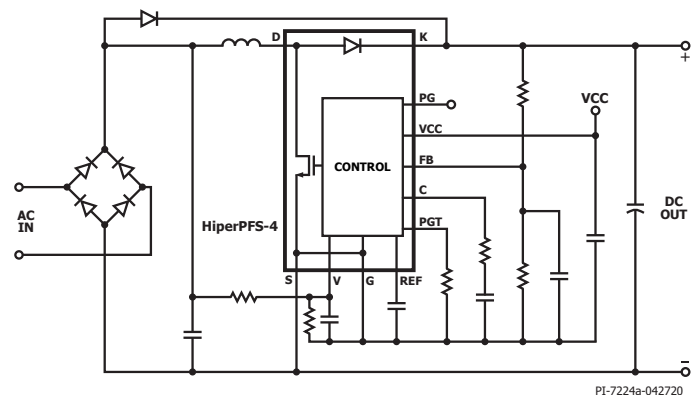 D
K
PG
VCC
VCC
FB
CONTROL
C
PGT
HiperPFS-4
AC
IN
+
DC
OUT
S
V
G
REF
–
PI-7224a-042720